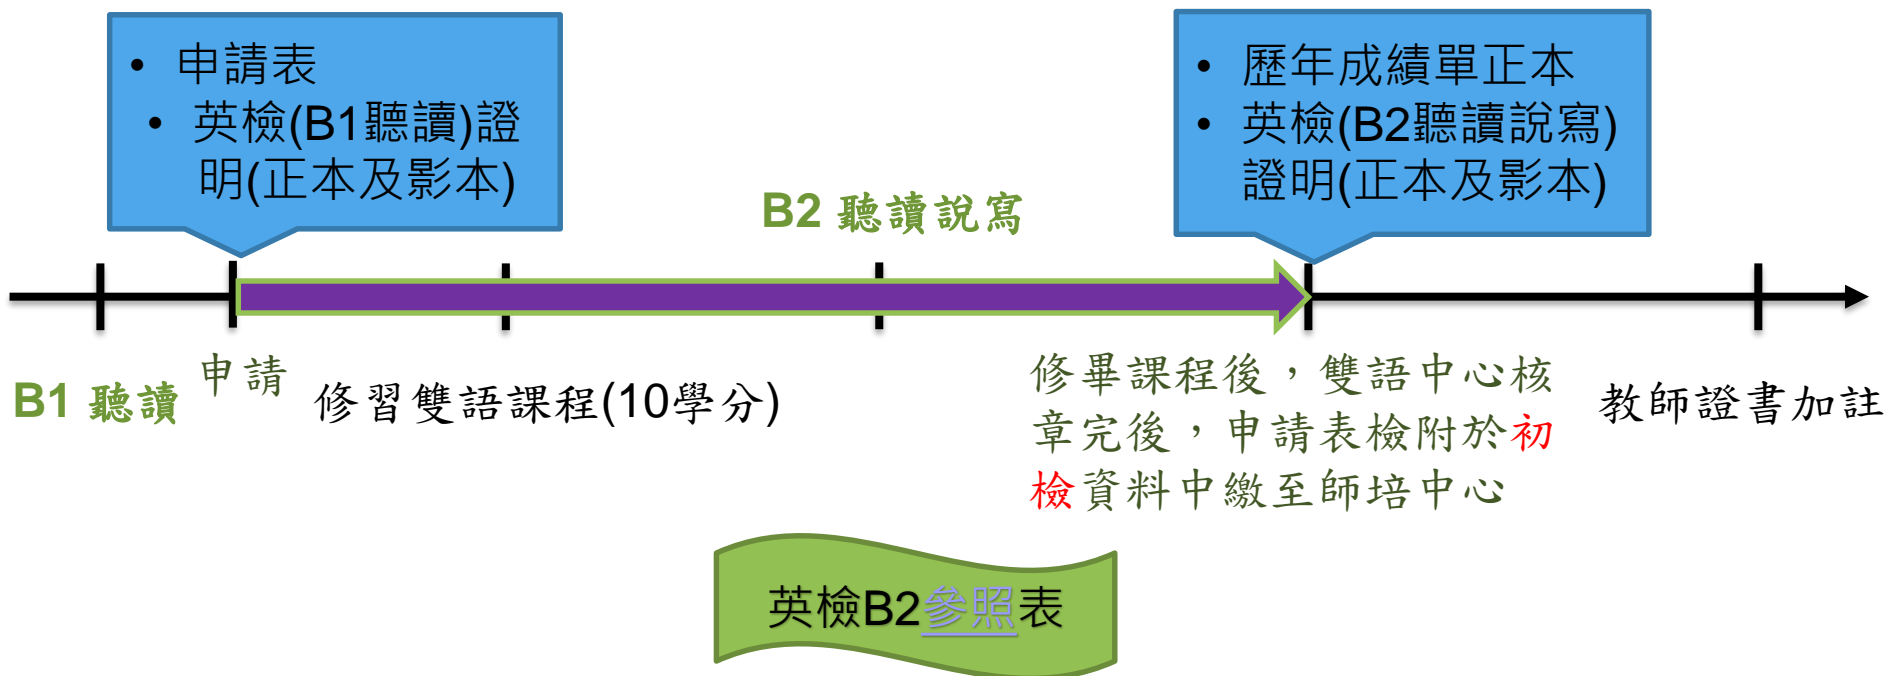 • 申請表
• 英檢(B1聽讀)證
明(正本及影本)
• 歷年成績單正本
• 英檢(B2聽讀說寫)
證明(正本及影本)
B2 聽讀說寫
B1 聽讀
申請
修習雙語課程(10學分)
修畢課程後，雙語中心核
章完後，申請表檢附於初
檢資料中繳至師培中心
教師證書加註
英檢B2參照表